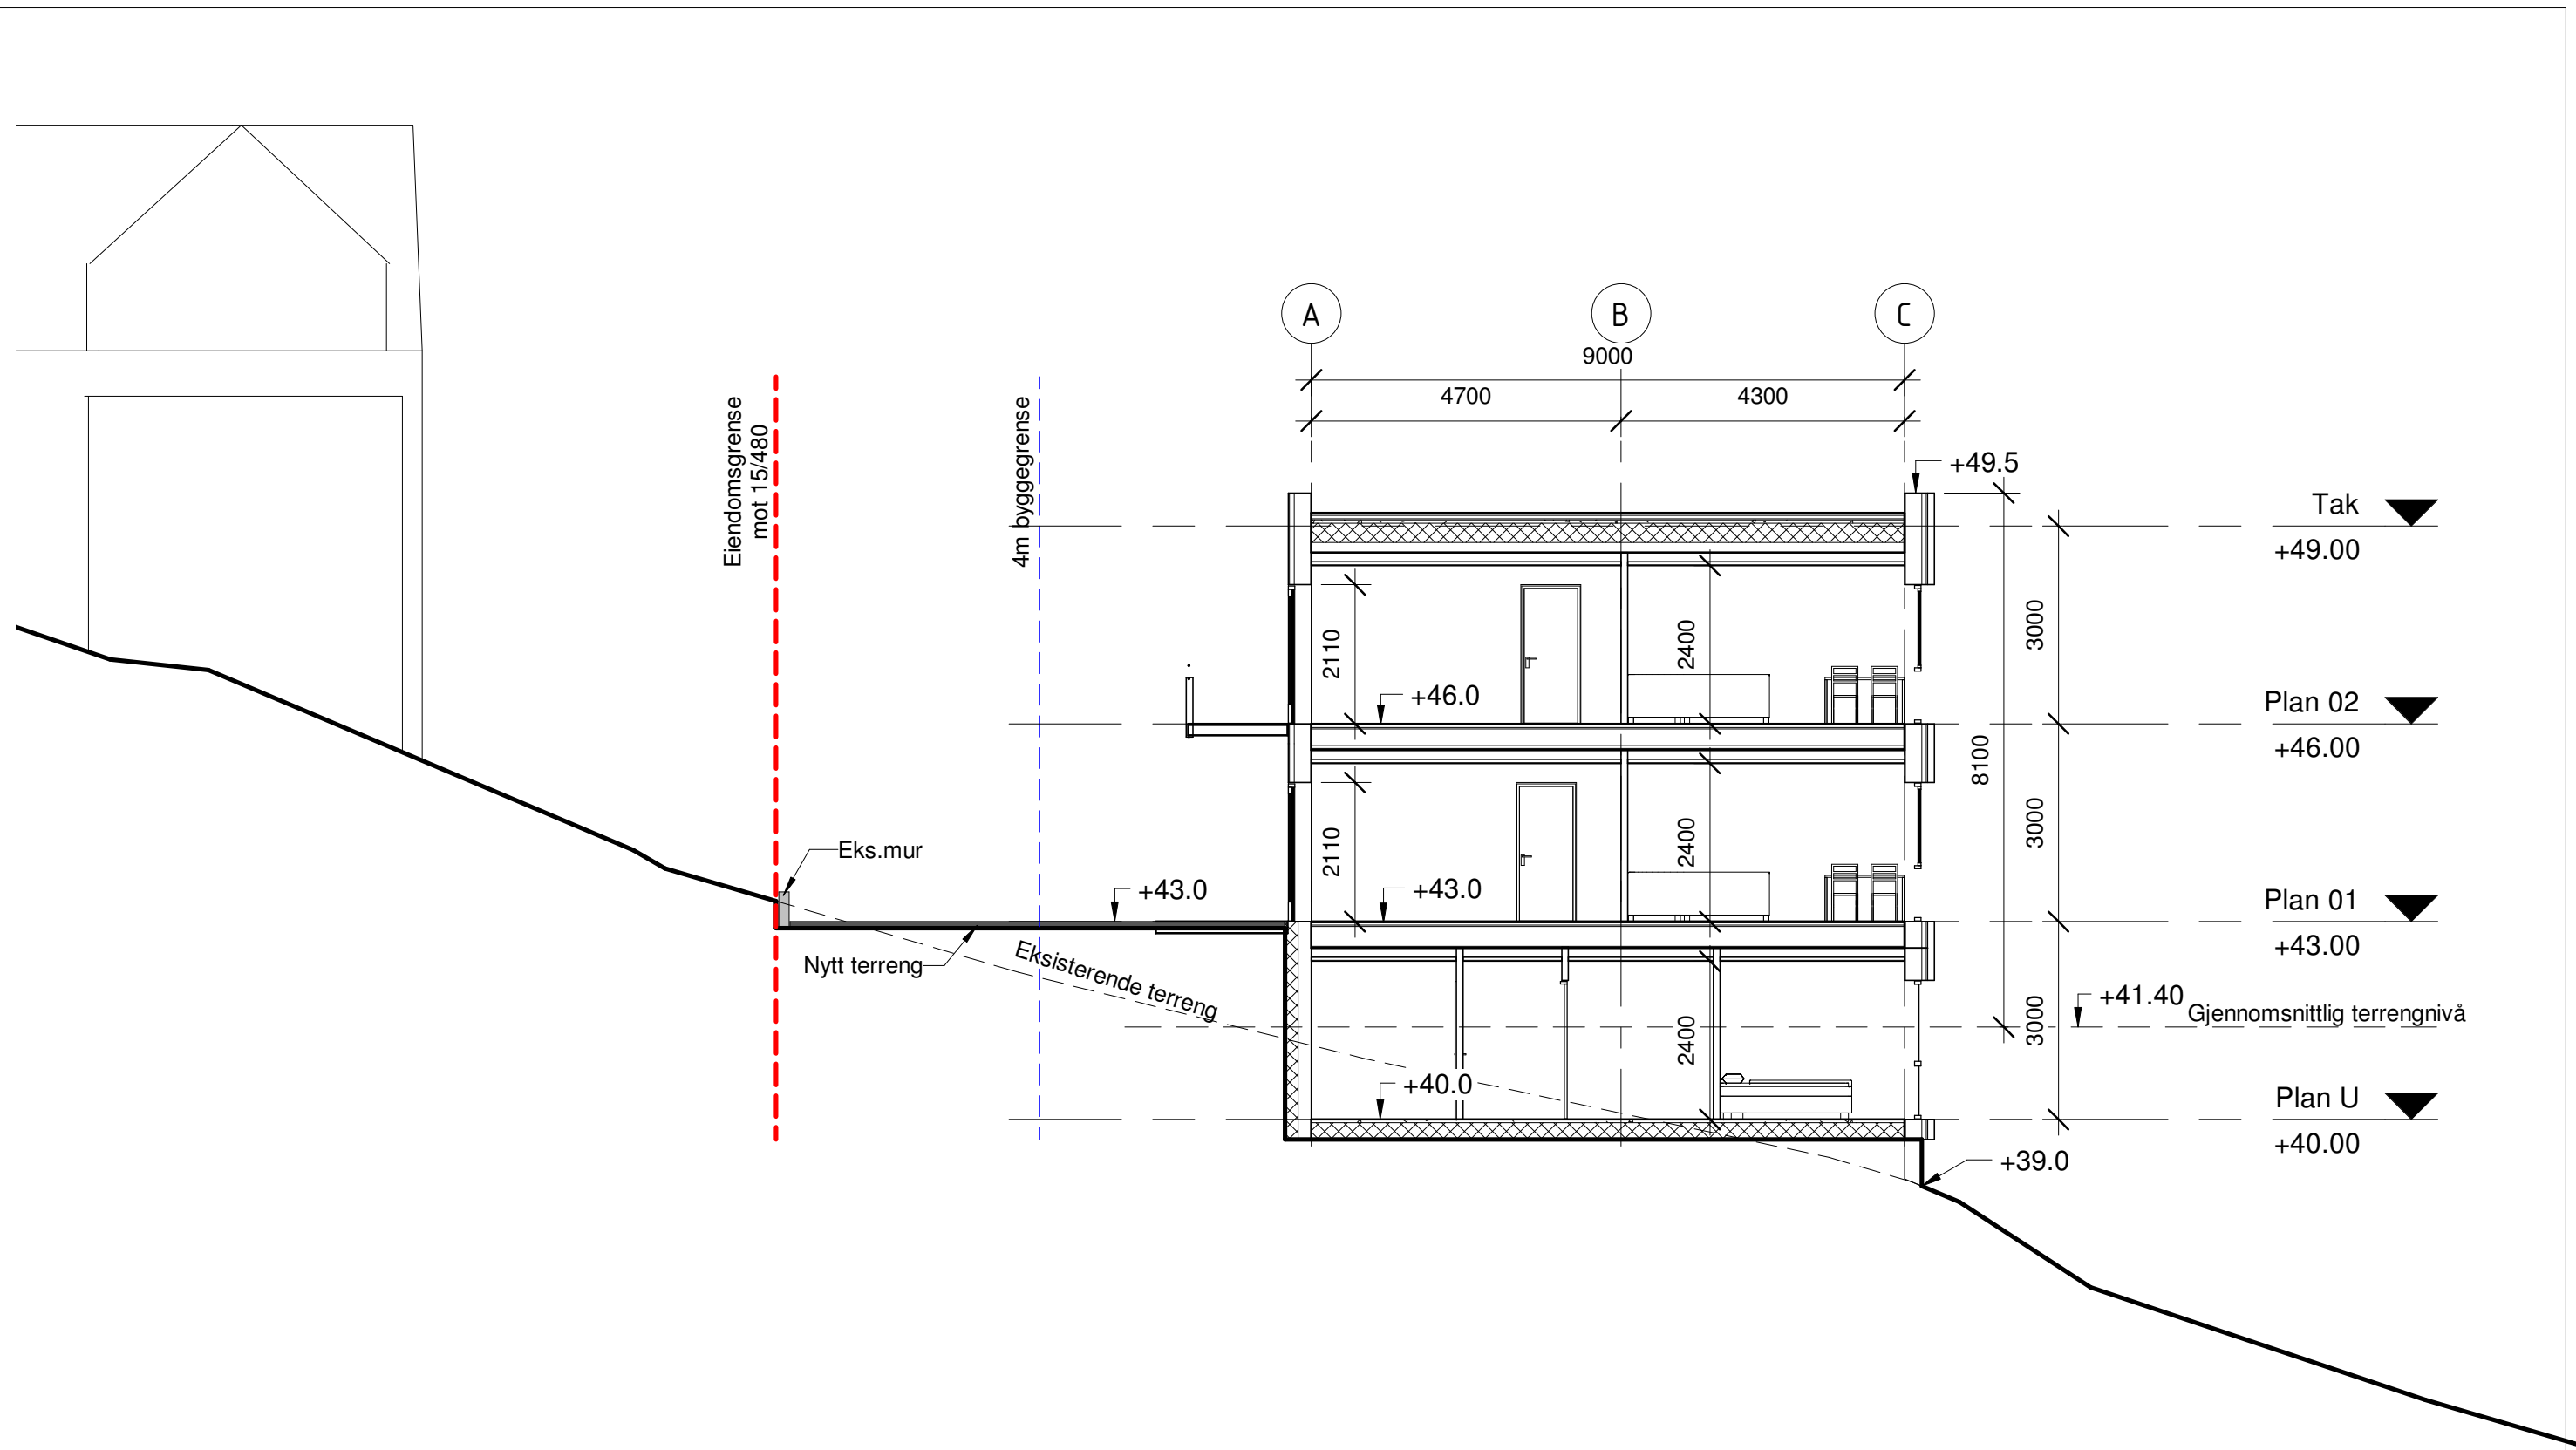 A
B
C
9000
4700
4300
Eiendomsgrense
mot 15/480
4m byggegrense
+49.5
Tak
+49.00
2110
2400
3000
+46.0
Plan 02
+46.00
8100
Eks.mur
+43.0
+43.0
2110
2400
3000
Plan 01
+43.00
Nytt terreng
Eksisterende terreng
+41.40
Gjennomsnittlig terrengnivå
2400
3000
+40.0
Plan U
+40.00
+39.0